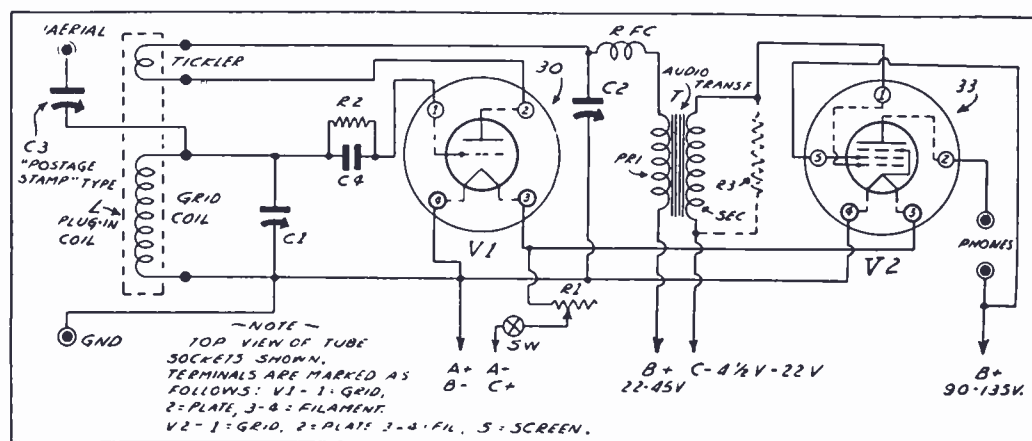 AERIAL
TICKLER
C3
"POSTAGE
STAMP" TYPE
L
PLUG-IN
COIL
GRID
COIL
C1
GND
R2
C4
1
2
3
4
30
V1
RFC
C2
AUDIO
TRANSF
T
PRI
SEC
R3
R1
SW
1
2
3
4
5
33
V2
PHONES
A+
B-
A-
C+
B+
22-45V
C- 4½ V - 22 V
B+
90-135V.
- NOTE -
TOP VIEW OF TUBE
SOCKETS SHOWN.
TERMINALS ARE MARKED AS
FOLLOWS: V1-1=GRID,
2=PLATE, 3-4=FILAMENT.
V2-1=GRID, 2=PLATE 3-4=FIL, 5=SCREEN.